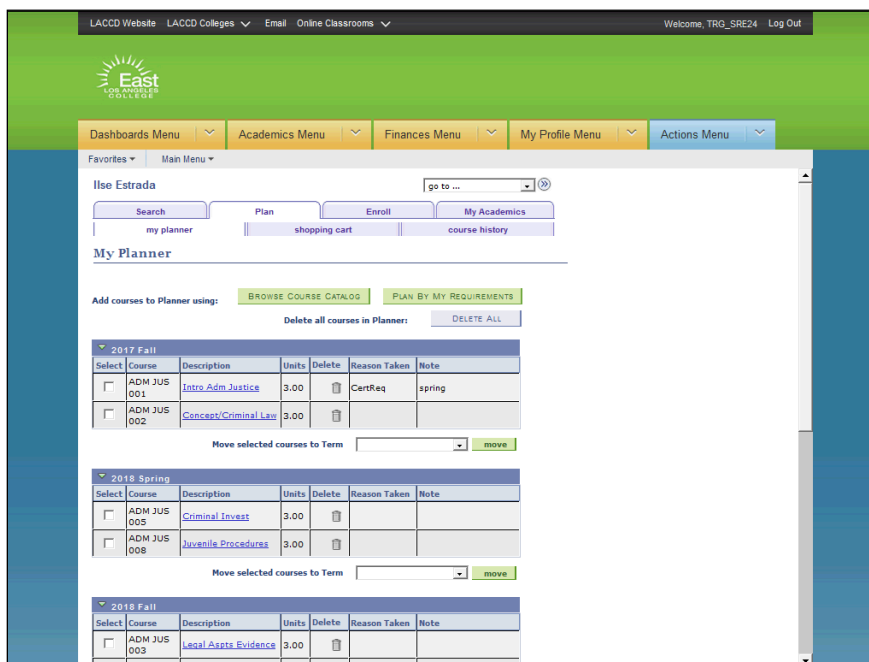 LACCD Website LACCD Colleges Email Online Classrooms Welcome, TRG_SRE24 Log Out
East
LOS ANGELES
COLLEGE
Dashboards Menu Academics Menu Finances Menu My Profile Menu Actions Menu
Favorites Main Menu
Ilse Estrada go to ...
Search Plan Enroll My Academics
my planner shopping cart course history
My Planner
Add courses to Planner using: BROWSE COURSE CATALOG PLAN BY MY REQUIREMENTS
Delete all courses in Planner: DELETE ALL
2017 Fall
Select Course Description Units Delete Reason Taken Note
ADM JUS 001 Intro Adm Justice 3.00 CertReq spring
ADM JUS 002 Concept/Criminal Law 3.00
Move selected courses to Term move
2018 Spring
Select Course Description Units Delete Reason Taken Note
ADM JUS 005 Criminal Invest 3.00
ADM JUS 008 Juvenile Procedures 3.00
Move selected courses to Term move
2018 Fall
Select Course Description Units Delete Reason Taken Note
ADM JUS 003 Legal Aspts Evidence 3.00